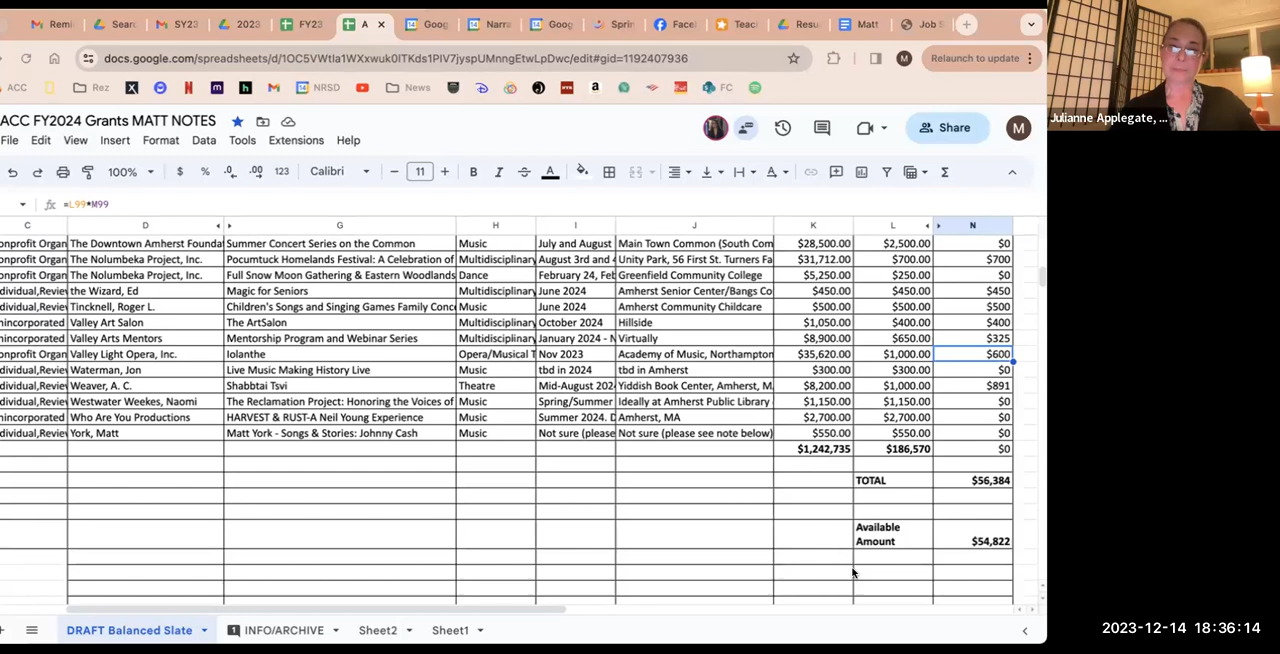 Remi Searc SY23 2023 FY23 A Goog Narra Goog Sprin Facel Teac Resu Matt Job S
docs.google.com/spreadsheets/d/1OC5VWtla1WXxwuk0lTKds1PlV7jyspUMnngEtwLpDwc/edit#gid=1192407936 M Relaunch to update
ACC Rez NRSD News FC
ACC FY2024 Grants MATT NOTES
Share M
File Edit View Insert Format Data Tools Extensions Help
100% $ % .0 .00 123 Calibri 11 B
=L99*M99
C D G H I J K L N
onprofit Organ The Downtown Amherst Foundat Summer Concert Series on the Common Music July and August Main Town Common (South Com $28,500.00 $2,500.00 $0
onprofit Organ The Nolumbeka Project, Inc. Pocumtuck Homelands Festival: A Celebration of Multidisciplinary August 3rd and 4 Unity Park, 56 First St. Turners Fa $31,712.00 $700.00 $700
onprofit Organ The Nolumbeka Project, Inc. Full Snow Moon Gathering & Eastern Woodlands Dance February 24, Feb Greenfield Community College $5,250.00 $250.00 $0
dividual,Review the Wizard, Ed Magic for Seniors Multidisciplinary June 2024 Amherst Senior Center/Bangs Co $450.00 $450.00 $450
dividual,Review Tincknell, Roger L. Children's Songs and Singing Games Family Conce Music June 2024 Amherst Community Childcare $500.00 $500.00 $500
nincorporated Valley Art Salon The ArtSalon Multidisciplinary October 2024 Hillside $1,050.00 $400.00 $400
nincorporated Valley Arts Mentors Mentorship Program and Webinar Series Multidisciplinary January 2024 - N Virtually $8,900.00 $650.00 $325
onprofit Organ Valley Light Opera, Inc. Iolanthe Opera/Musical T Nov 2023 Academy of Music, Northampton $35,620.00 $1,000.00 $600
dividual,Review Waterman, Jon Live Music Making History Live Music tbd in 2024 tbd in Amherst $300.00 $300.00 $0
dividual,Review Weaver, A. C. Shabbtai Tsvi Theatre Mid-August 2024 Yiddish Book Center, Amherst, M $8,200.00 $1,000.00 $891
dividual,Review Westwater Weekes, Naomi The Reclamation Project: Honoring the Voices of Music Spring/Summer Ideally at Amherst Public Library $1,150.00 $1,150.00 $0
nincorporated Who Are You Productions HARVEST & RUST-A Neil Young Experience Music Summer 2024. D Amherst, MA $2,700.00 $2,700.00 $0
dividual,Review York, Matt Matt York - Songs & Stories: Johnny Cash Music Not sure (please Not sure (please see note below) $550.00 $550.00 $0
$1,242,735 $186,570 $0
TOTAL $56,384
Available
Amount $54,822
DRAFT Balanced Slate 1 INFO/ARCHIVE Sheet2 Sheet1
Julianne Applegate, ...
2023-12-14 18:36:14